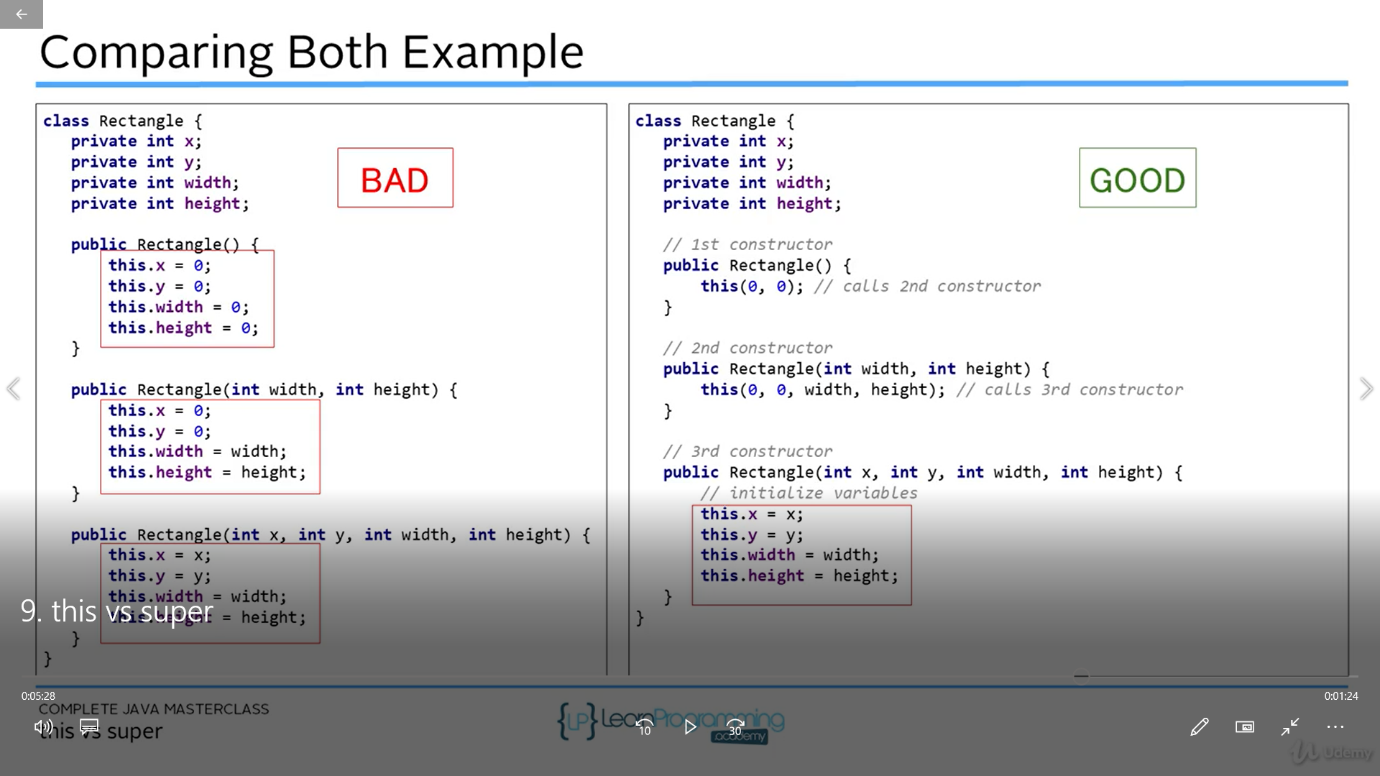 Comparing Both Example
class Rectangle {
private int x;
private int y;
private int width;
private int height;
BAD
public Rectangle() {
this.x = 0;
this.y = 0;
this.width = 0;
this.height = 0;
}
public Rectangle(int width, int height) {
this.x = 0;
this.y = 0;
this.width = width;
this.height = height;
}
public Rectangle(int x, int y, int width, int height) {
this.x = x;
this.y = y;
this.width = width;
this.height = height;
}
}
class Rectangle {
private int x;
private int y;
private int width;
private int height;
GOOD
// 1st constructor
public Rectangle() {
this(0, 0); // calls 2nd constructor
}
// 2nd constructor
public Rectangle(int width, int height) {
this(0, 0, width, height); // calls 3rd constructor
}
// 3rd constructor
public Rectangle(int x, int y, int width, int height) {
// initialize variables
this.x = x;
this.y = y;
this.width = width;
this.height = height;
}
}
9. this vs super
0:05:28
0:01:24
COMPLETE JAVA MASTERCLASS
this vs super
{LP} LearnProgramming
academy
10
30
Udemy